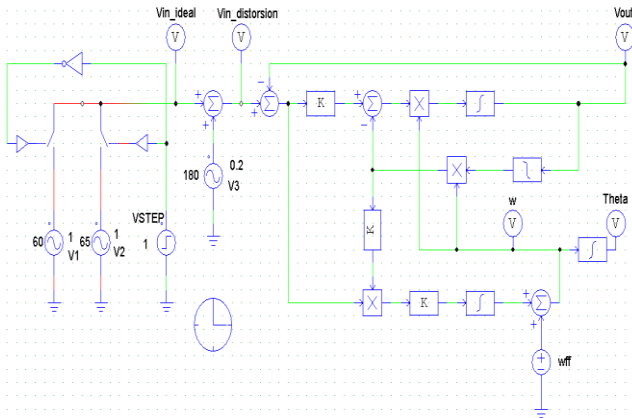 Vin_ideal
Vin_distorsion
Vout
V
V
V
K
180
0.2
V3
w
Theta
V
V
K
VSTEP
60
1
V1
65
1
V2
1
K
wff